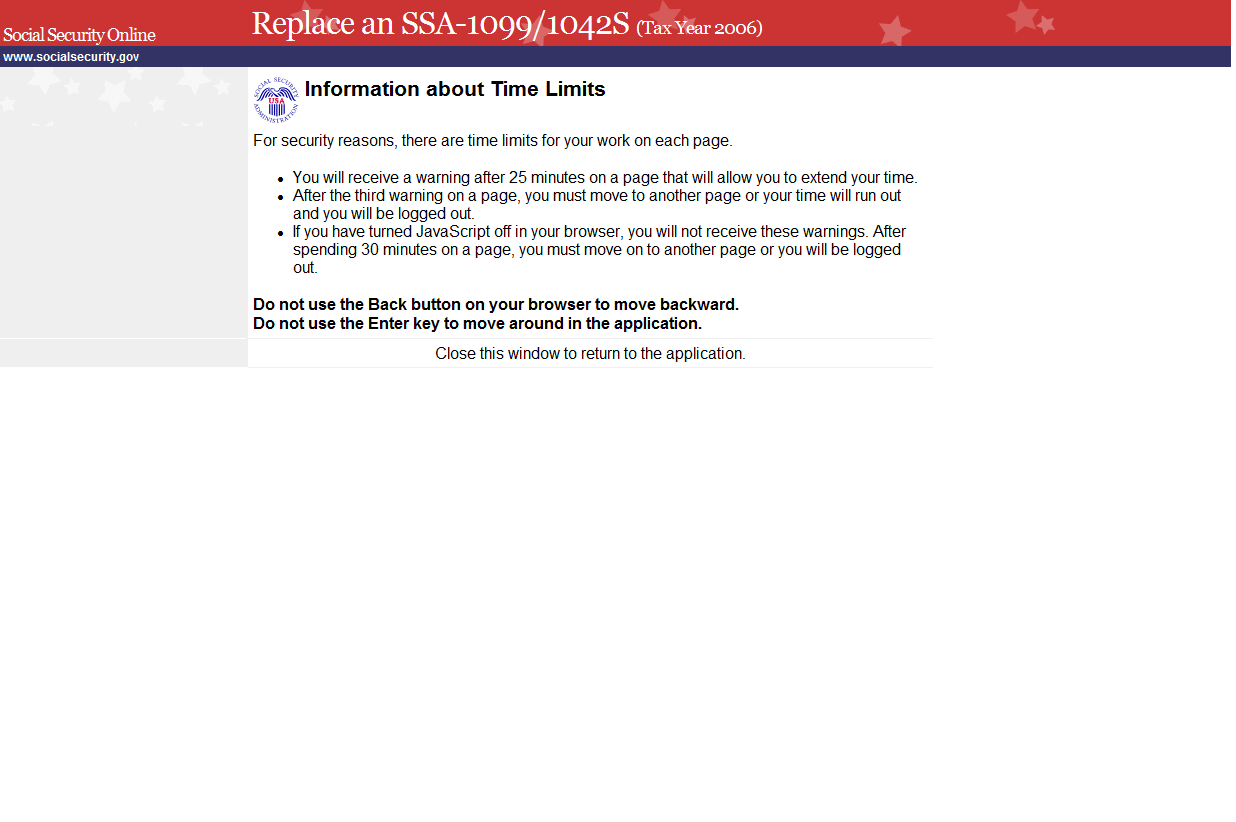 Social Security Online
Replace an SSA-1099/1042S (Tax Year 2006)
www.socialsecurity.gov
SOCIAL SECURITY ADMINISTRATION
USA
Information about Time Limits
For security reasons, there are time limits for your work on each page.
You will receive a warning after 25 minutes on a page that will allow you to extend your time.
After the third warning on a page, you must move to another page or your time will run out
and you will be logged out.
If you have turned JavaScript off in your browser, you will not receive these warnings. After
spending 30 minutes on a page, you must move on to another page or you will be logged
out.
Do not use the Back button on your browser to move backward.
Do not use the Enter key to move around in the application.
Close this window to return to the application.